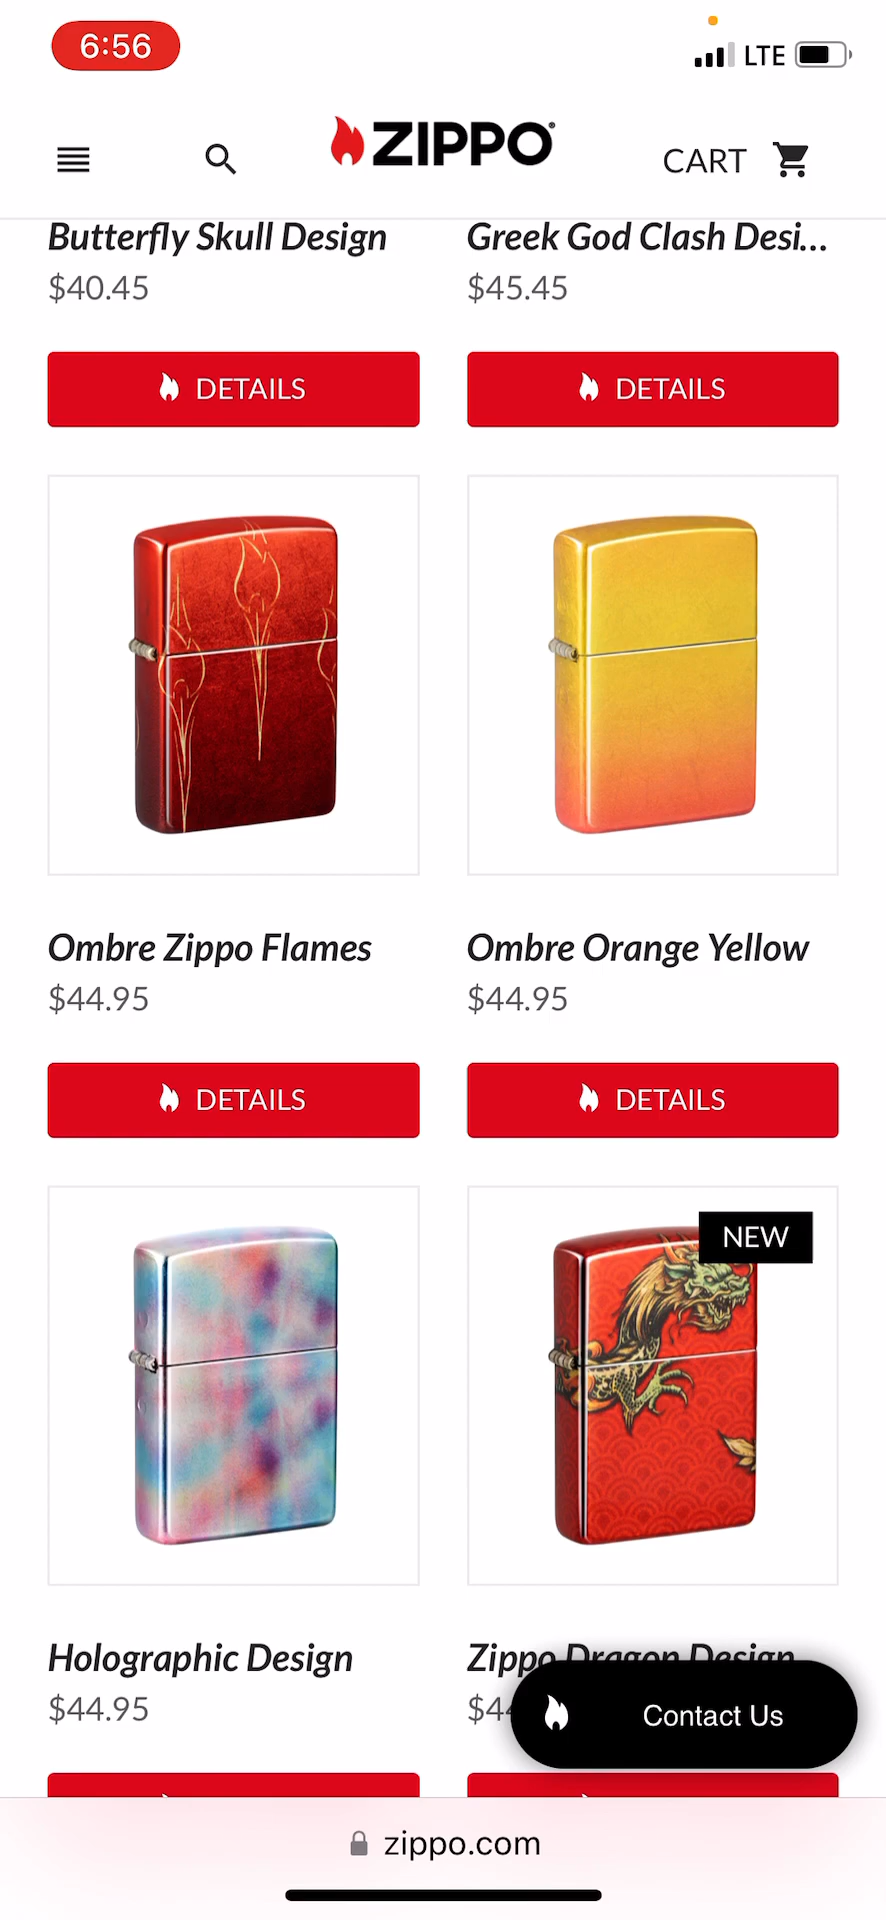 6:56
LTE
ZIPPO
CART
Butterfly Skull Design
$40.45
DETAILS
Greek God Clash Desi...
$45.45
DETAILS
Ombre Zippo Flames
$44.95
DETAILS
Ombre Orange Yellow
$44.95
DETAILS
Holographic Design
$44.95
NEW
Zippo Dragon Design
Contact Us
zippo.com